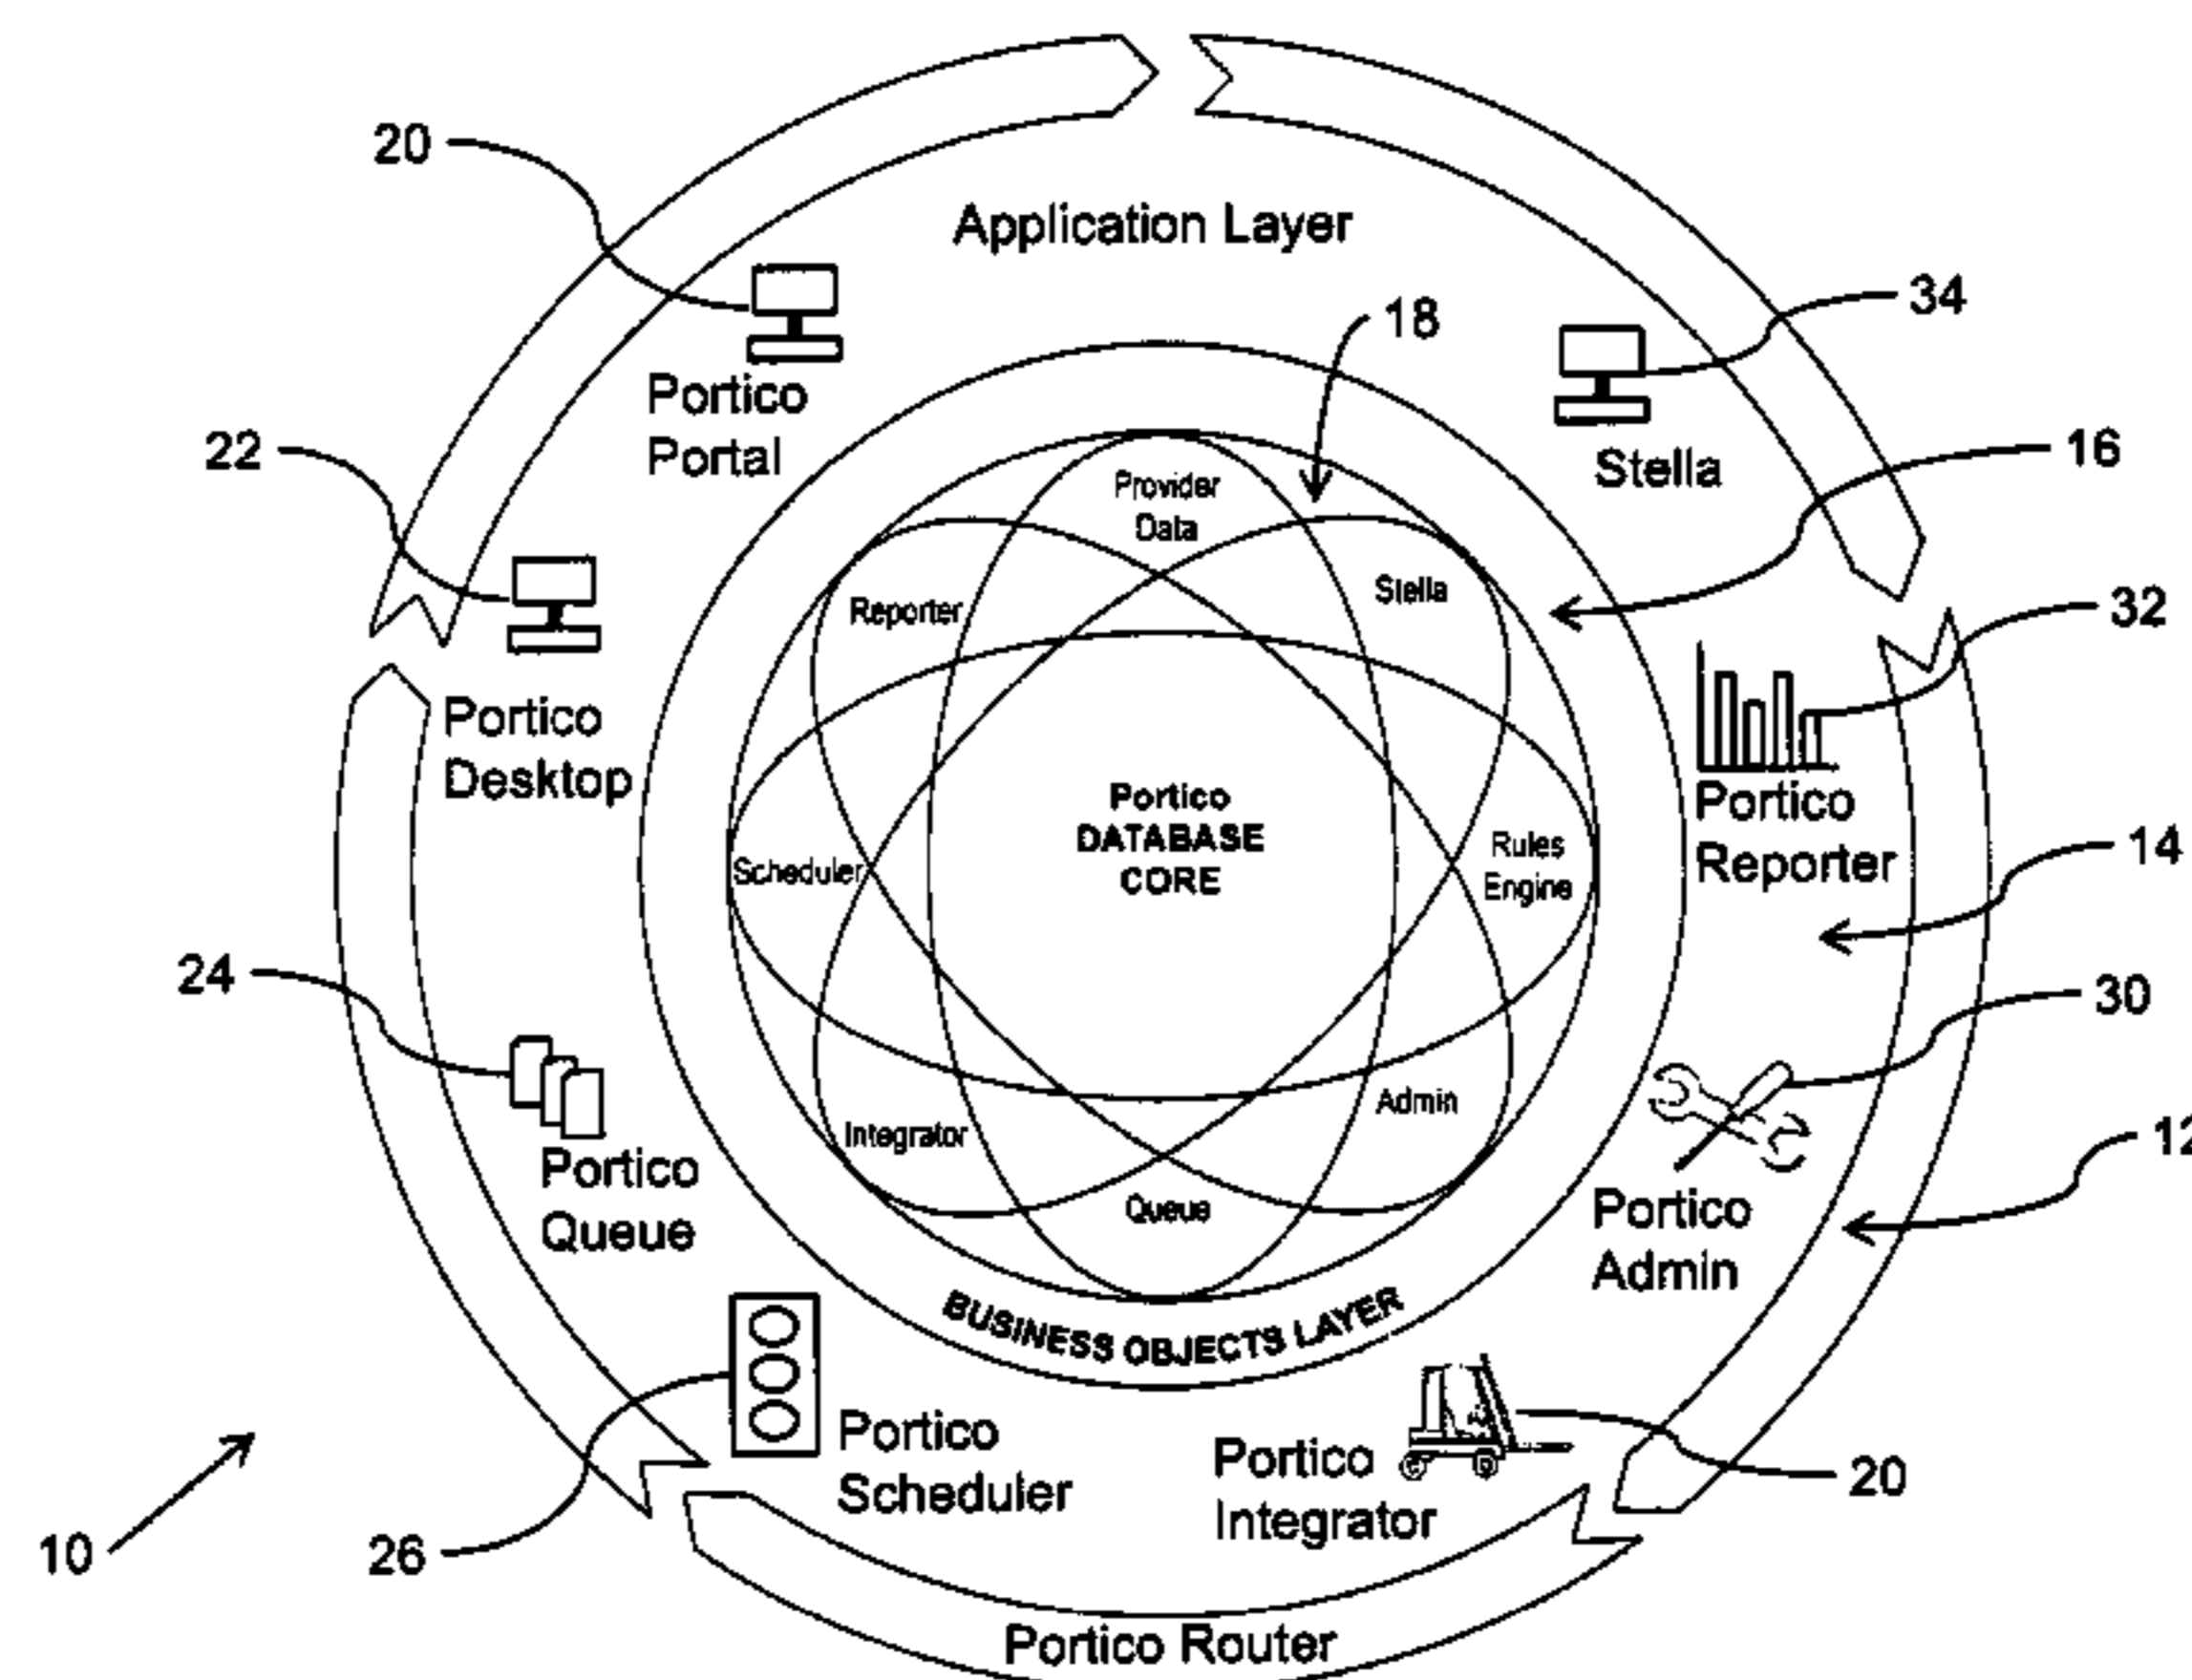 20
Application Layer
34
18
Portico
Portal
22
Stella
16
Provider
Data
Stella
Reporter
32
Portico
Desktop
Portico
DATABASE
CORE
Portico
Reporter
14
Scheduler
Rules
Engine
24
30
Admin
Integrator
12
Portico
Queue
Queue
Portico
Admin
BUSINESS OBJECTS LAYER
Portico
Scheduler
Portico
Integrator
20
10
26
Portico Router